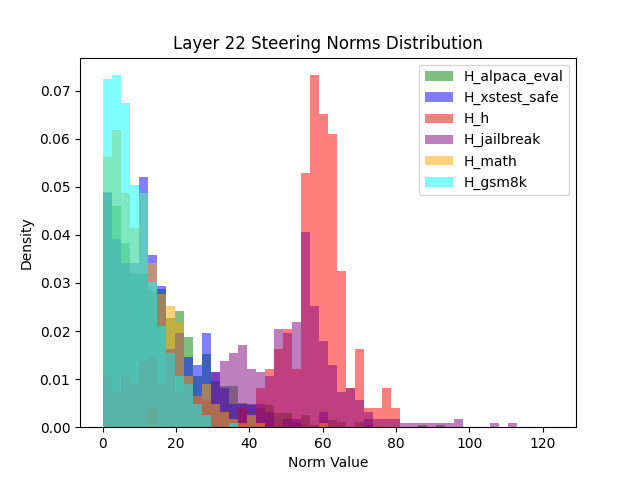 Layer 22 Steering Norms Distribution
H_alpaca_eval
H_xstest_safe
H_h
H_jailbreak
H_math
H_gsm8k
Density
0.07
0.06
0.05
0.04
0.03
0.02
0.01
0.00
0 20 40 60 80 100 120
Norm Value